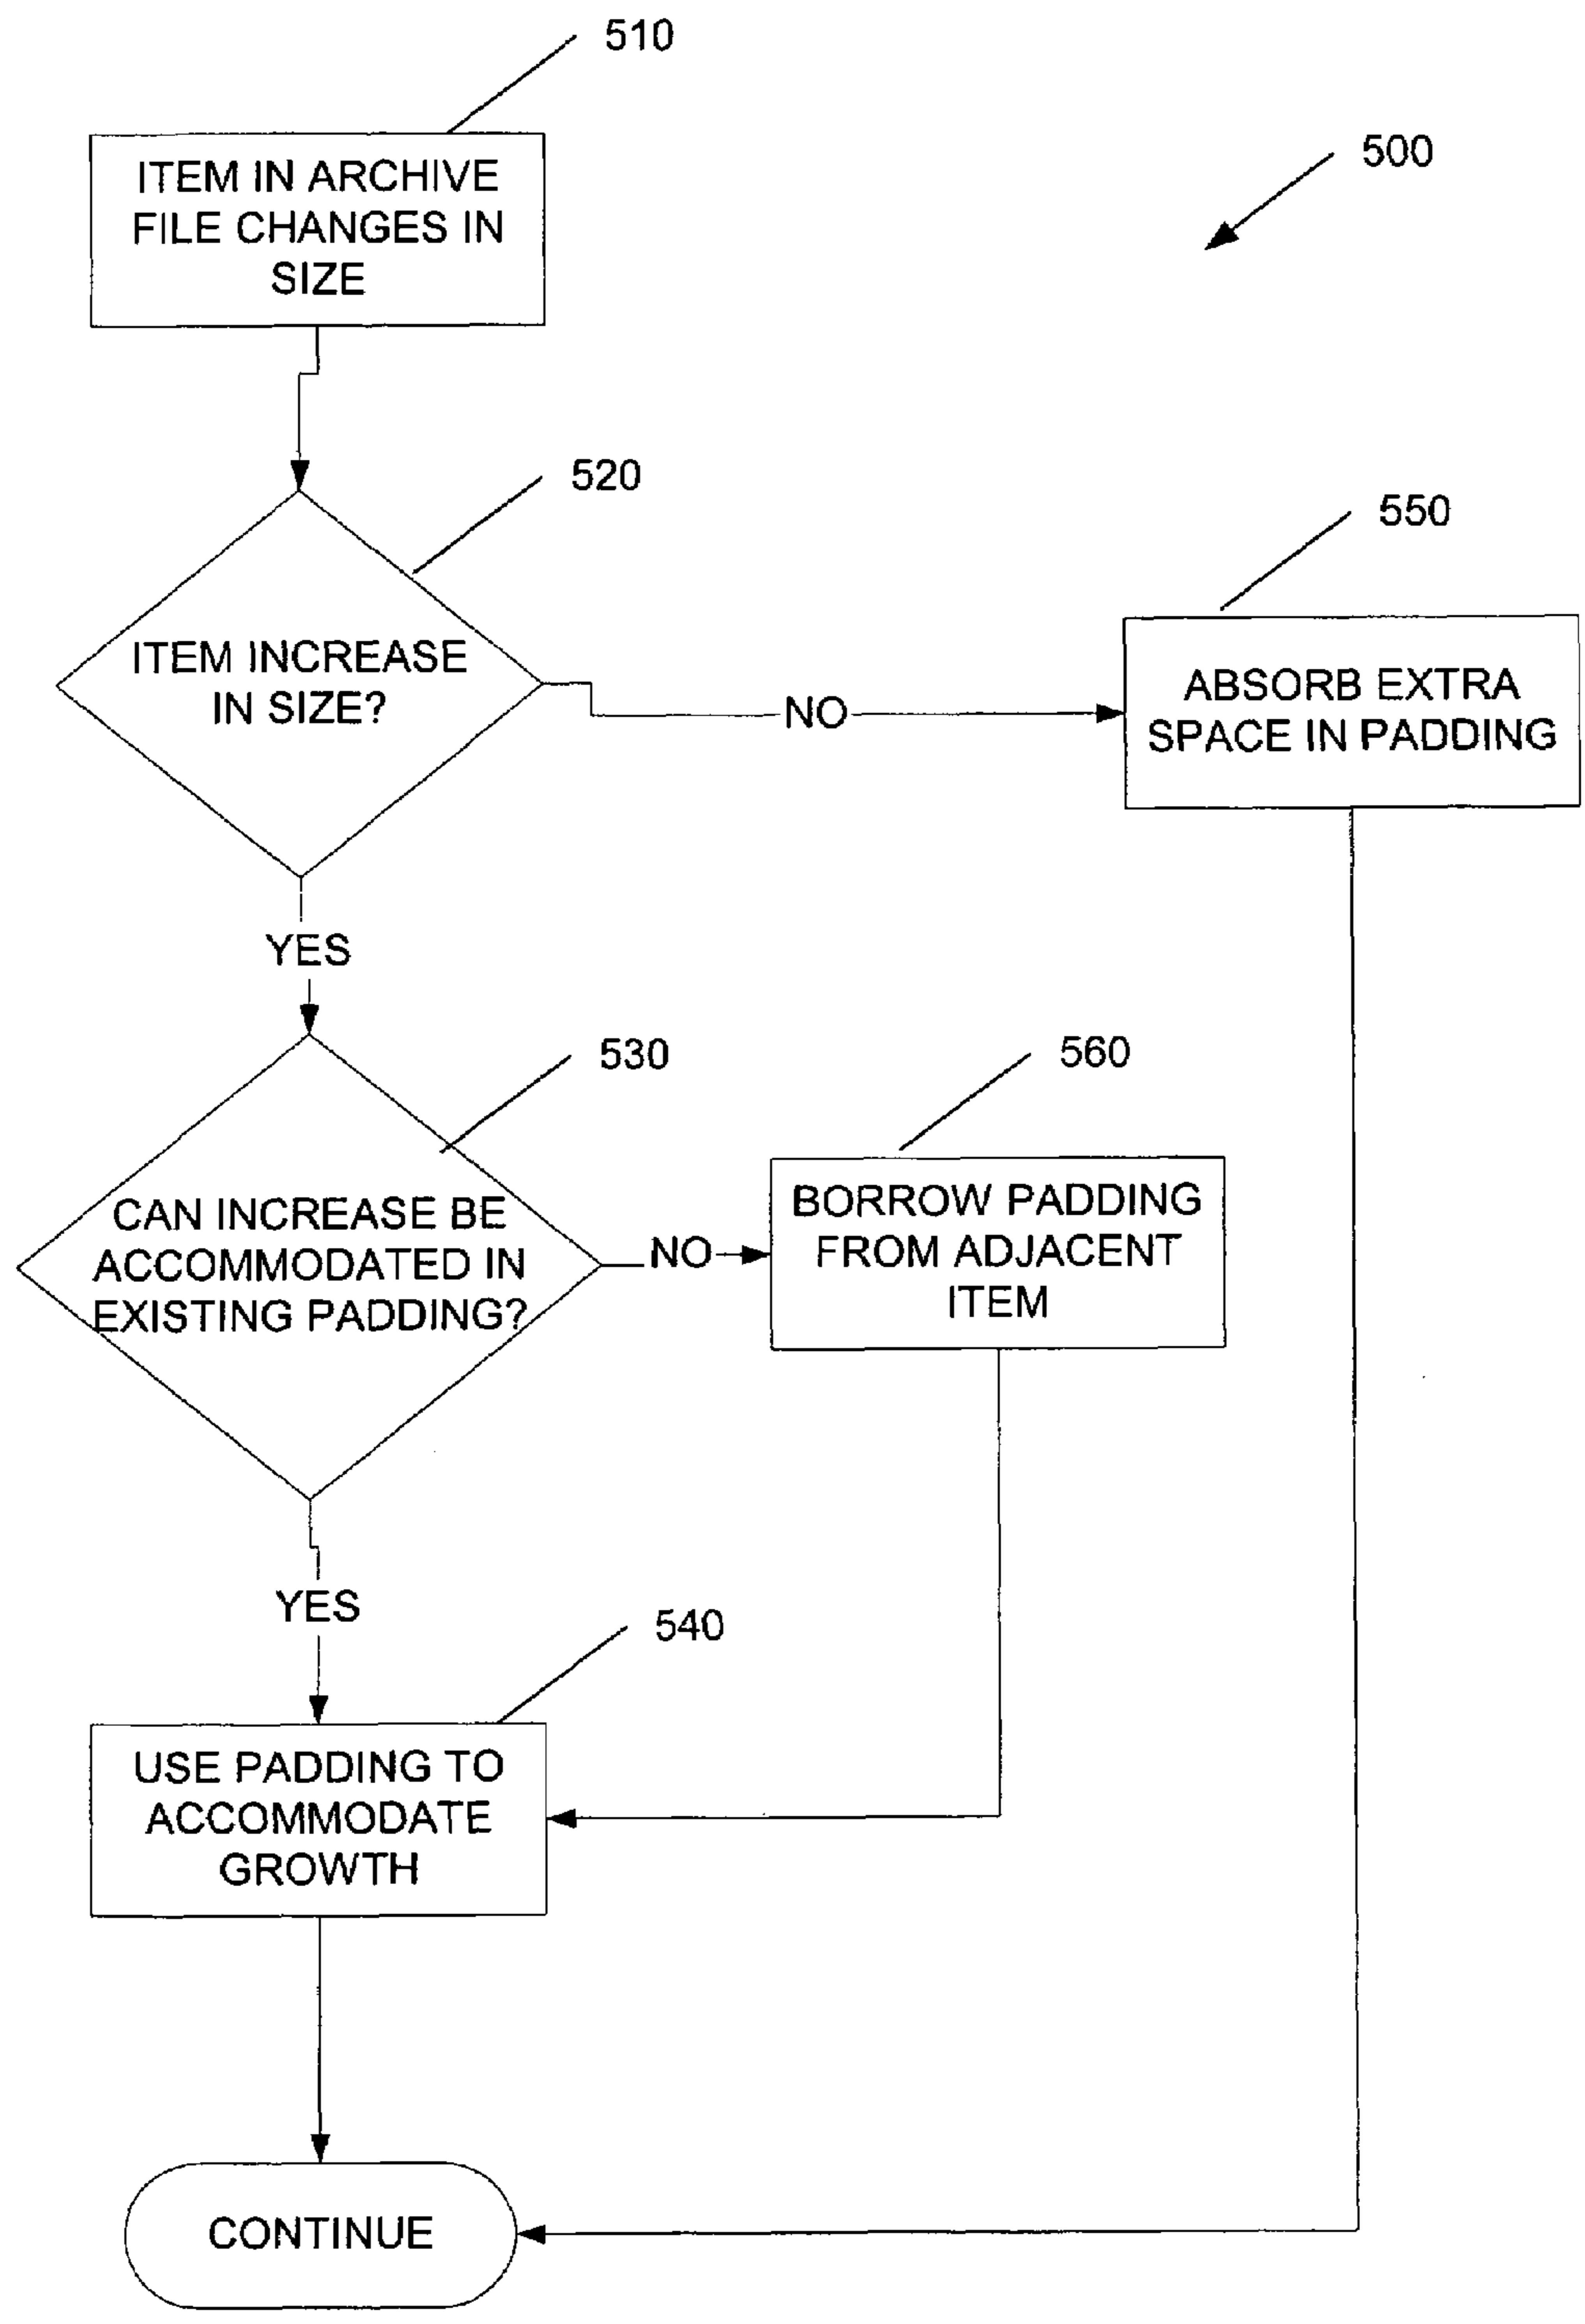 510
500
ITEM IN ARCHIVE
FILE CHANGES IN
SIZE
520
550
ITEM INCREASE
IN SIZE?
NO
ABSORB EXTRA
SPACE IN PADDING
YES
530
560
CAN INCREASE BE
ACCOMMODATED IN
EXISTING PADDING?
NO
BORROW PADDING
FROM ADJACENT
ITEM
YES
540
USE PADDING TO
ACCOMMODATE
GROWTH
CONTINUE